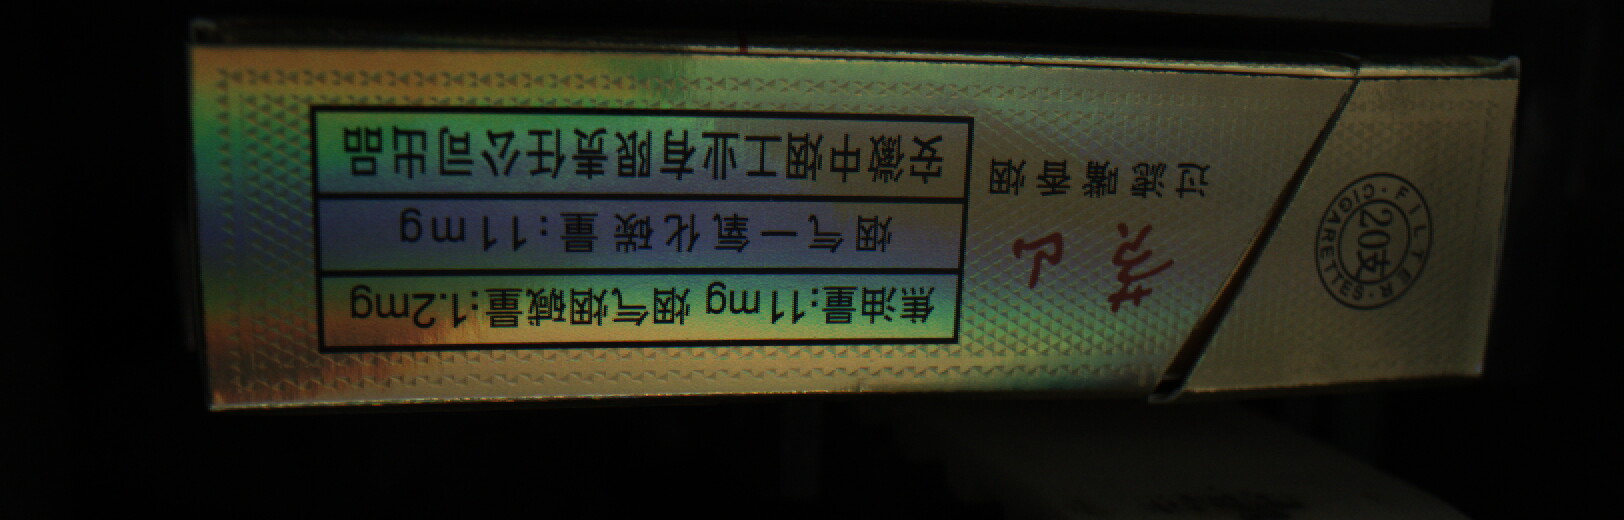 FILTER·CIGARETTES·
20支
黄山
过滤嘴香烟
焦油量:11mg 烟气烟碱量:1.2mg
烟气一氧化碳量:11mg
安徽中烟工业有限责任公司出品